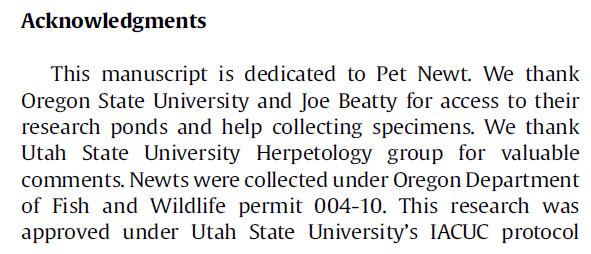 Acknowledgments
This manuscript is dedicated to Pet Newt. We thank
Oregon State University and Joe Beatty for access to their
research ponds and help collecting specimens. We thank
Utah State University Herpetology group for valuable
comments. Newts were collected under Oregon Department
of Fish and Wildlife permit 004-10. This research was
approved under Utah State University’s IACUC protocol